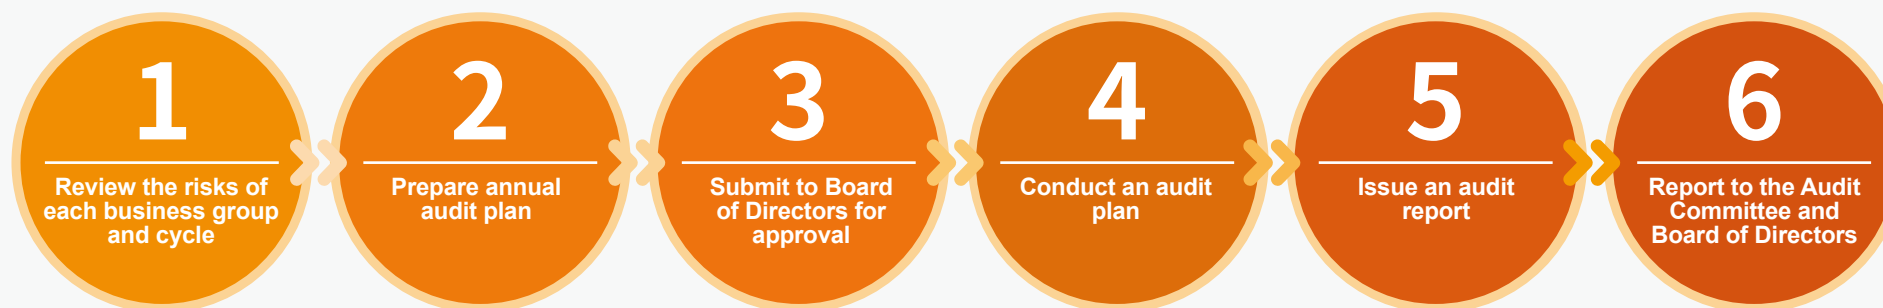 1
Review the risks of
each business group
and cycle
2
Prepare annual
audit plan
3
Submit to Board
of Directors for
approval
4
Conduct an audit
plan
5
Issue an audit
report
6
Report to the Audit
Committee and
Board of Directors